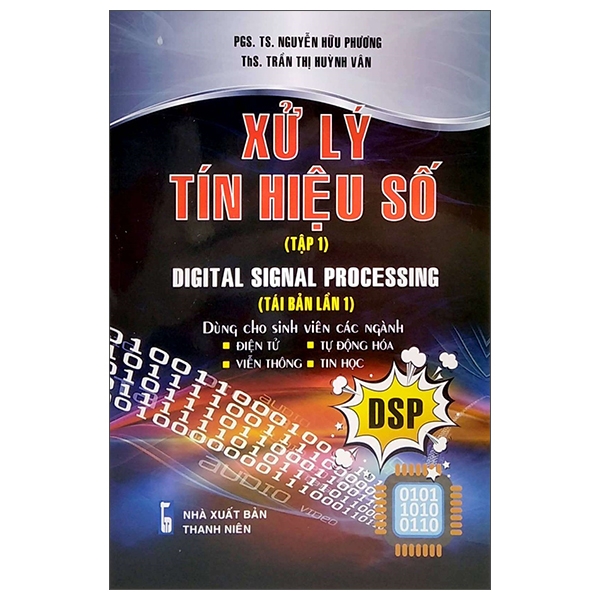 PGS. TS. NGUYỄN HỮU PHƯƠNG
ThS. TRẦN THỊ HUỲNH VÂN
XỬ LÝ
TÍN HIỆU SỐ
(TẬP 1)
DIGITAL SIGNAL PROCESSING
(TÁI BẢN LẦN 1)
Dùng cho sinh viên các ngành
ĐIỆN TỬ
TỰ ĐỘNG HÓA
VIỄN THÔNG
TIN HỌC
DSP
AUDIO
VIDEO
0101
1010
0110
NHÀ XUẤT BẢN
THANH NIÊN